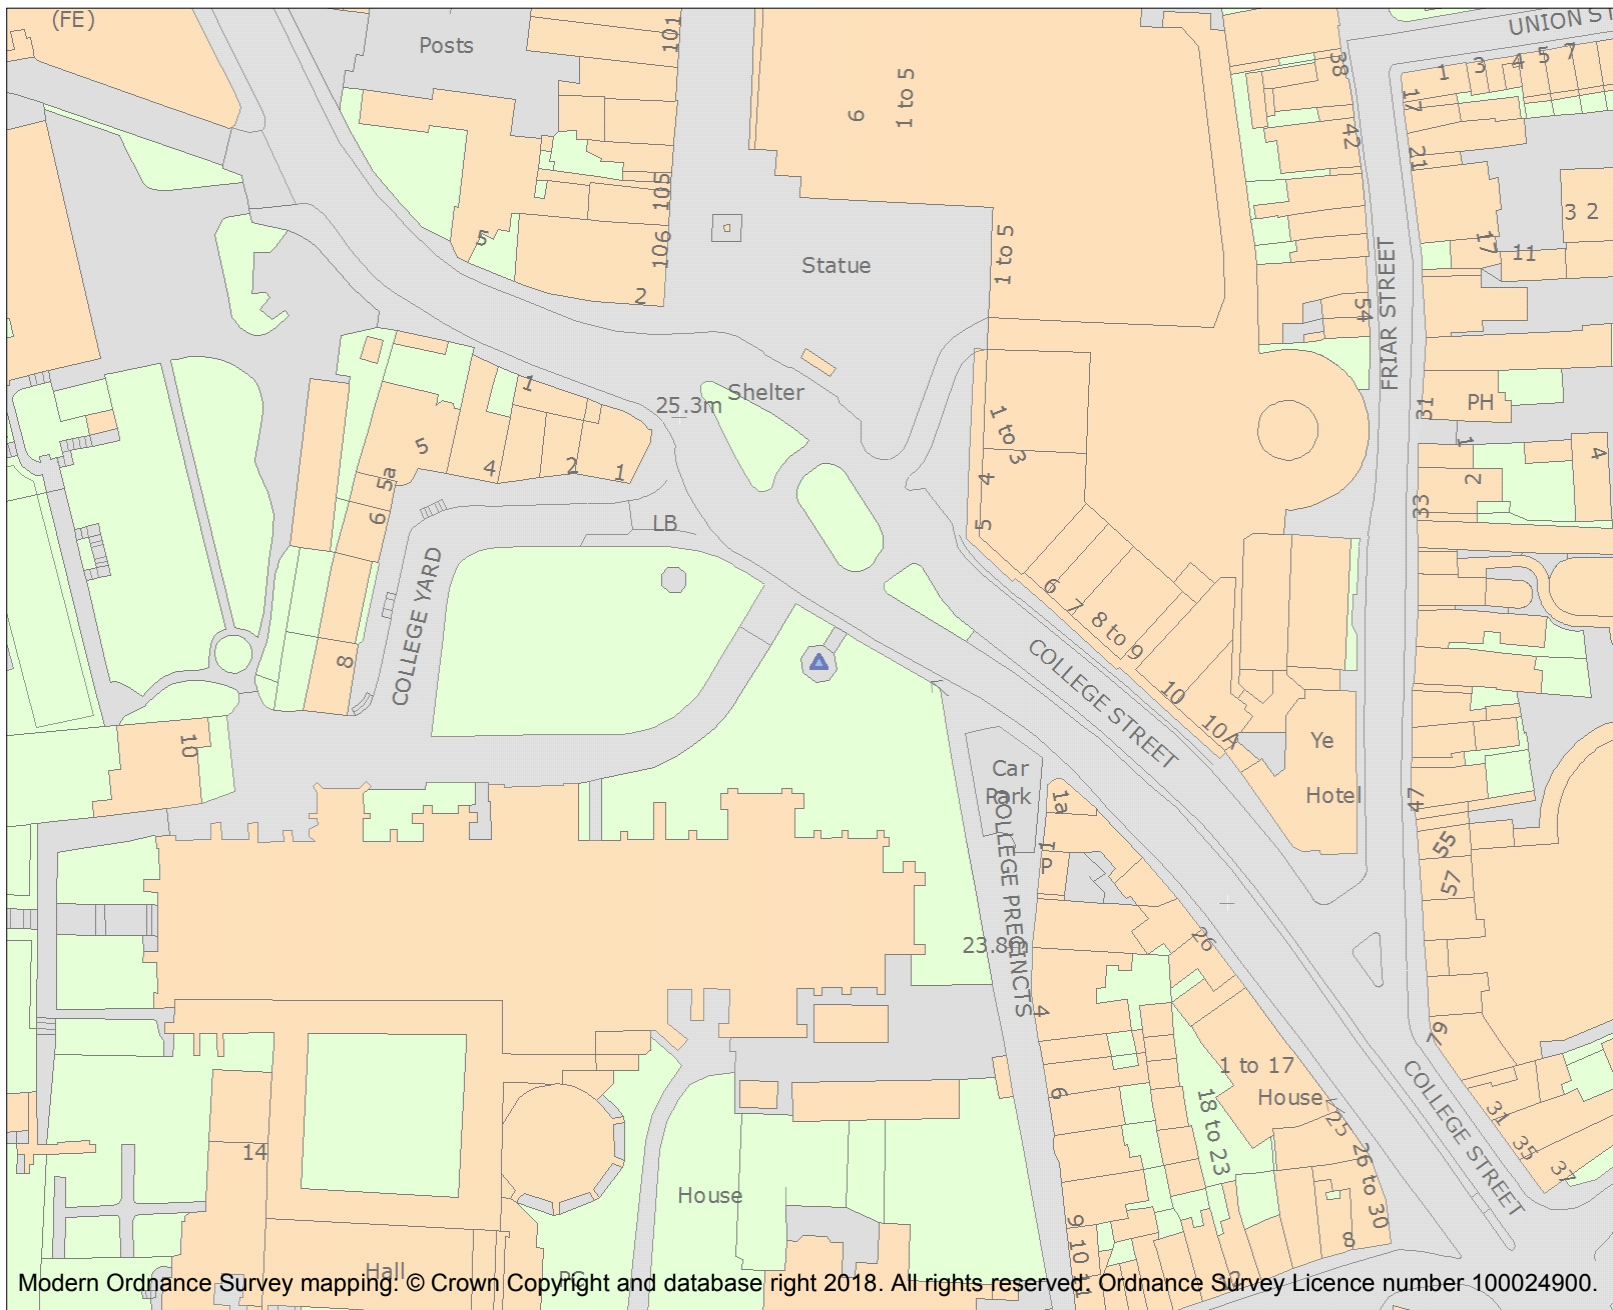 (FE)
Posts
101
6
1 to 5
38
UNION ST
1 3 4 5 7
17
42
21
105
106
5
2
Statue
1 to 5
3 2
17
11
54
FRIAR STREET
1
Shelter
25.3m
5
4
2
1
5a
6
LB
1 to 3
4
5
31
PH
1
2
4
33
COLLEGE YARD
8
6
7
8 to 9
10
10A
COLLEGE STREET
10
Ye
Hotel
Car
Park
1a
1
P
COLLEGE PRECINCTS
23.8m
47
55
57
26
4
79
1 to 17
House
6
18 to 23
25
26 to 30
COLLEGE STREET
31
35
37
14
House
9
10
11
8
12
Hall
PC
Modern Ordnance Survey mapping: © Crown Copyright and database right 2018. All rights reserved. Ordnance Survey Licence number 100024900.